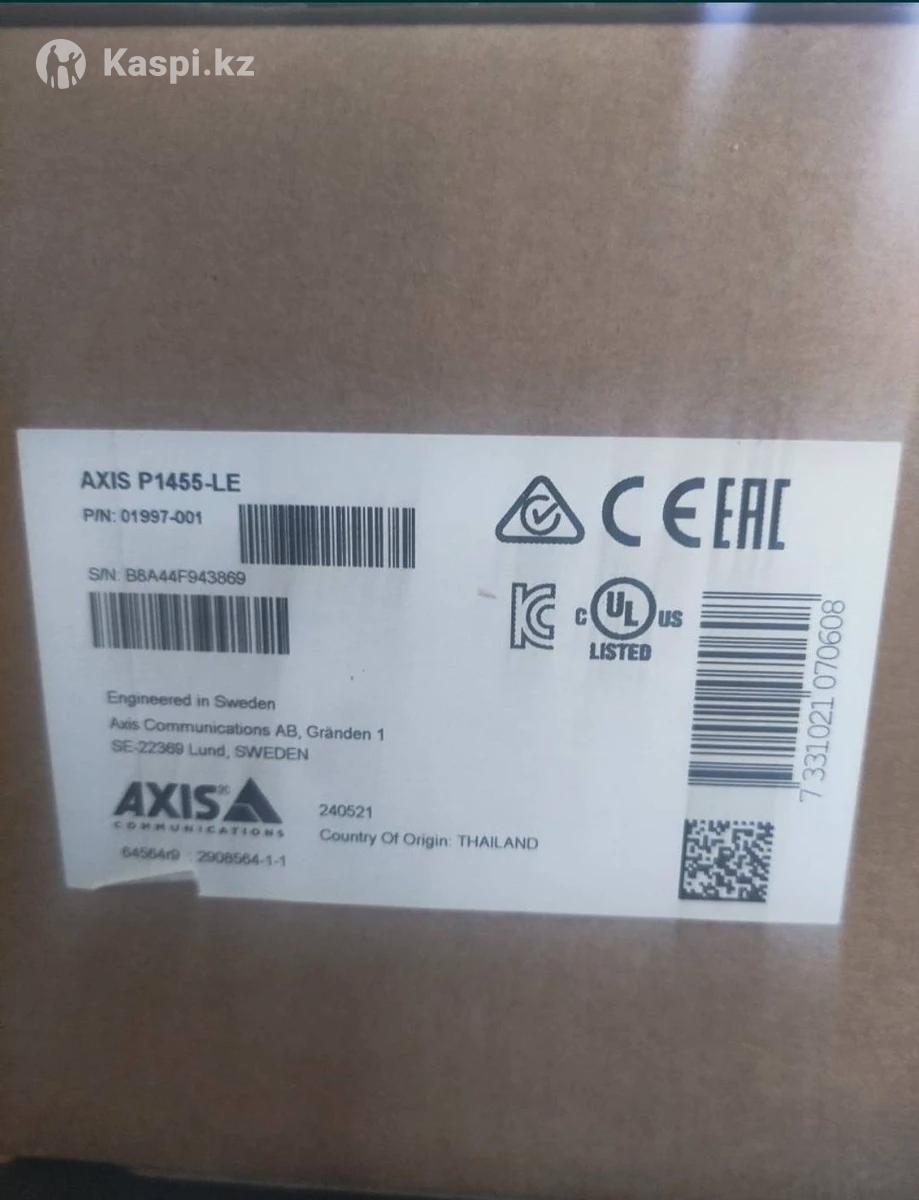 Kaspi.kz
AXIS P1455-LE
P/N: 01997-001
S/N: B8A44F943869
CE EAC
KC
C UL US
LISTED
7 331021 070608
Engineered in Sweden
Axis Communications AB, Gränden 1
SE-22369 Lund, SWEDEN
AXIS
COMMUNICATIONS
240521
Country Of Origin: THAILAND
64564r9 : 2908564-1-1